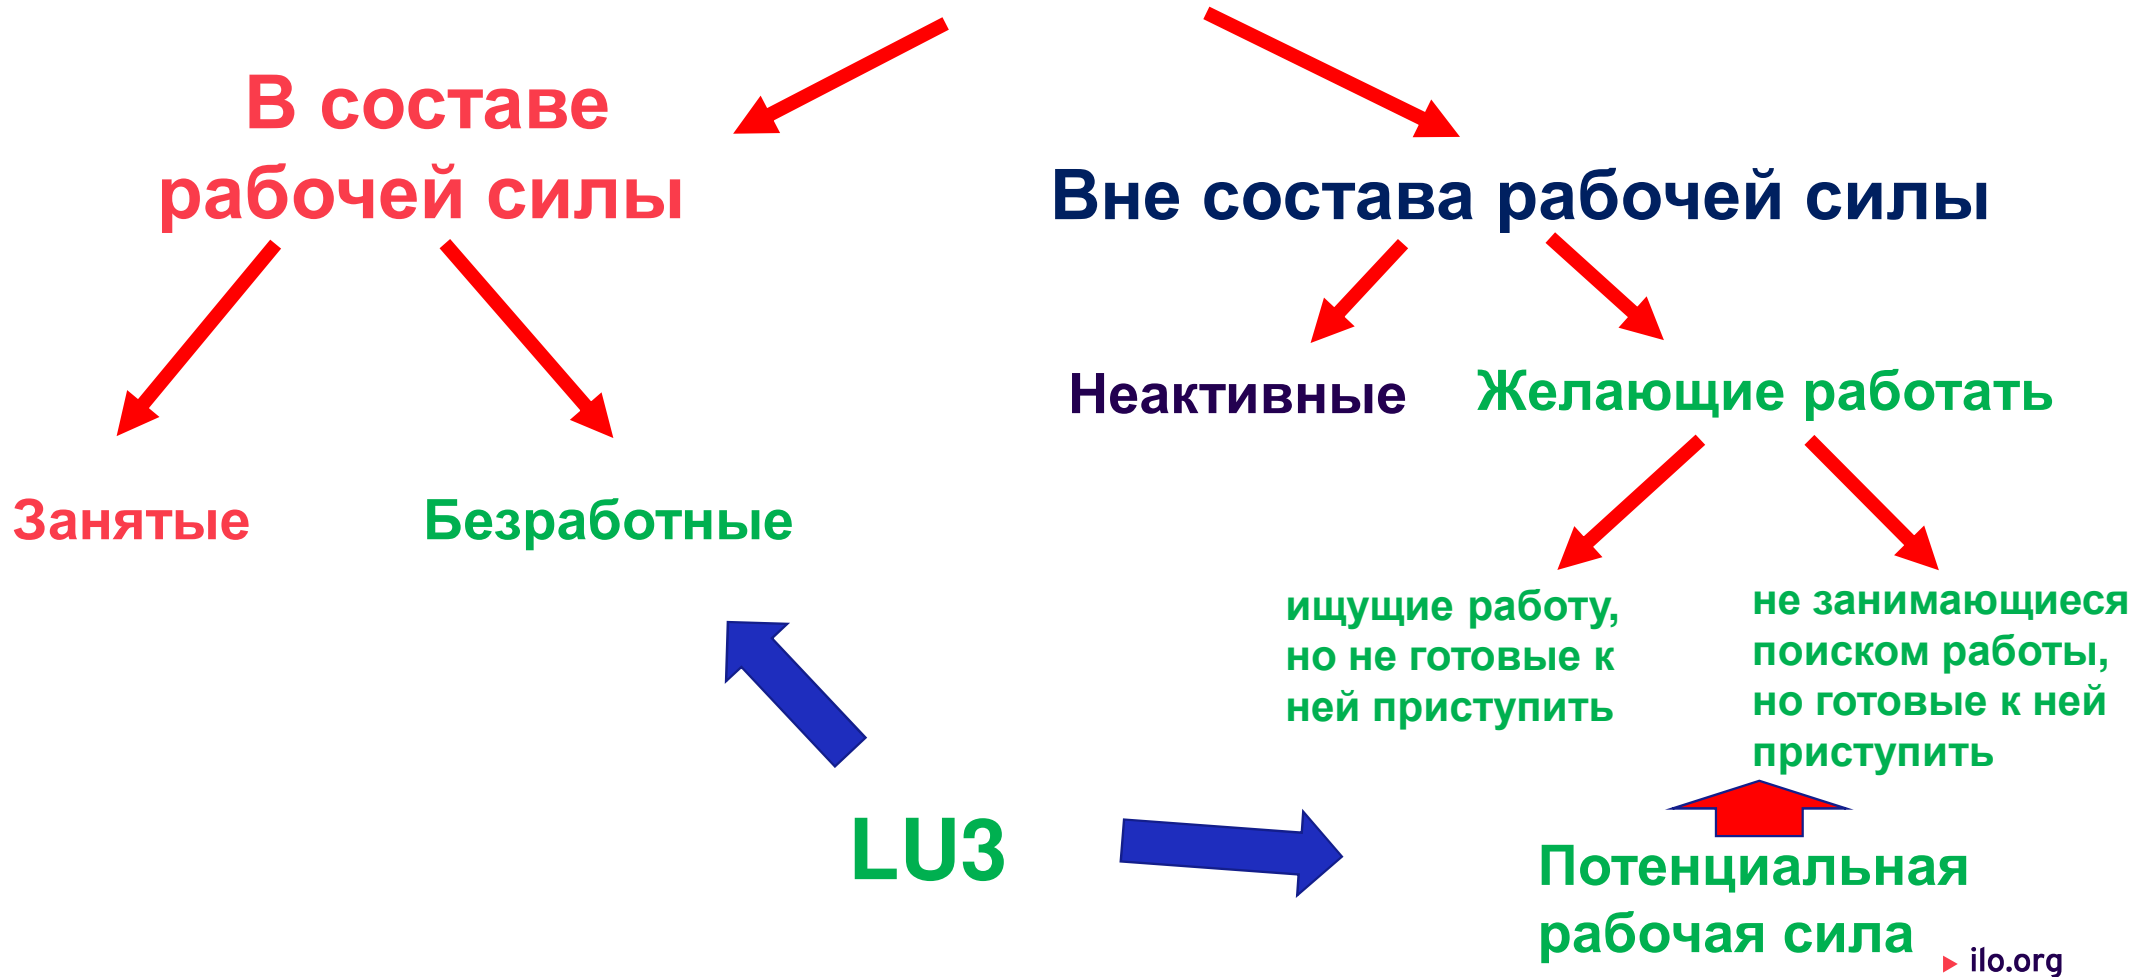 В составе
рабочей силы
Вне состава рабочей силы
Неактивные
Желающие работать
Занятые
Безработные
ищущие работу,
но не готовые к
ней приступить
не занимающиеся
поиском работы,
но готовые к ней
приступить
LU3
Потенциальная
рабочая сила
ilo.org